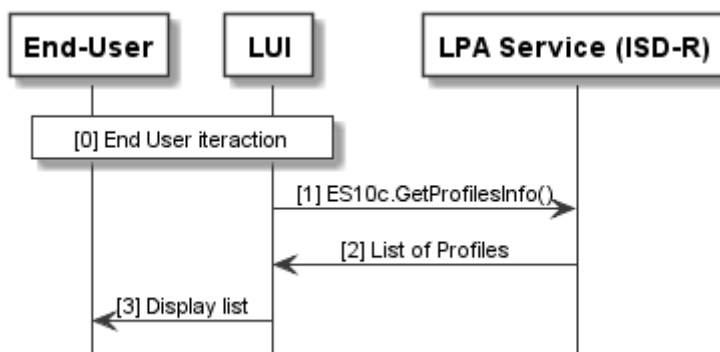 End-User
LUI
LPA Service (ISD-R)
[0] End User iteraction
[1] ES10c.GetProfilesInfo()
[2] List of Profiles
[3] Display list